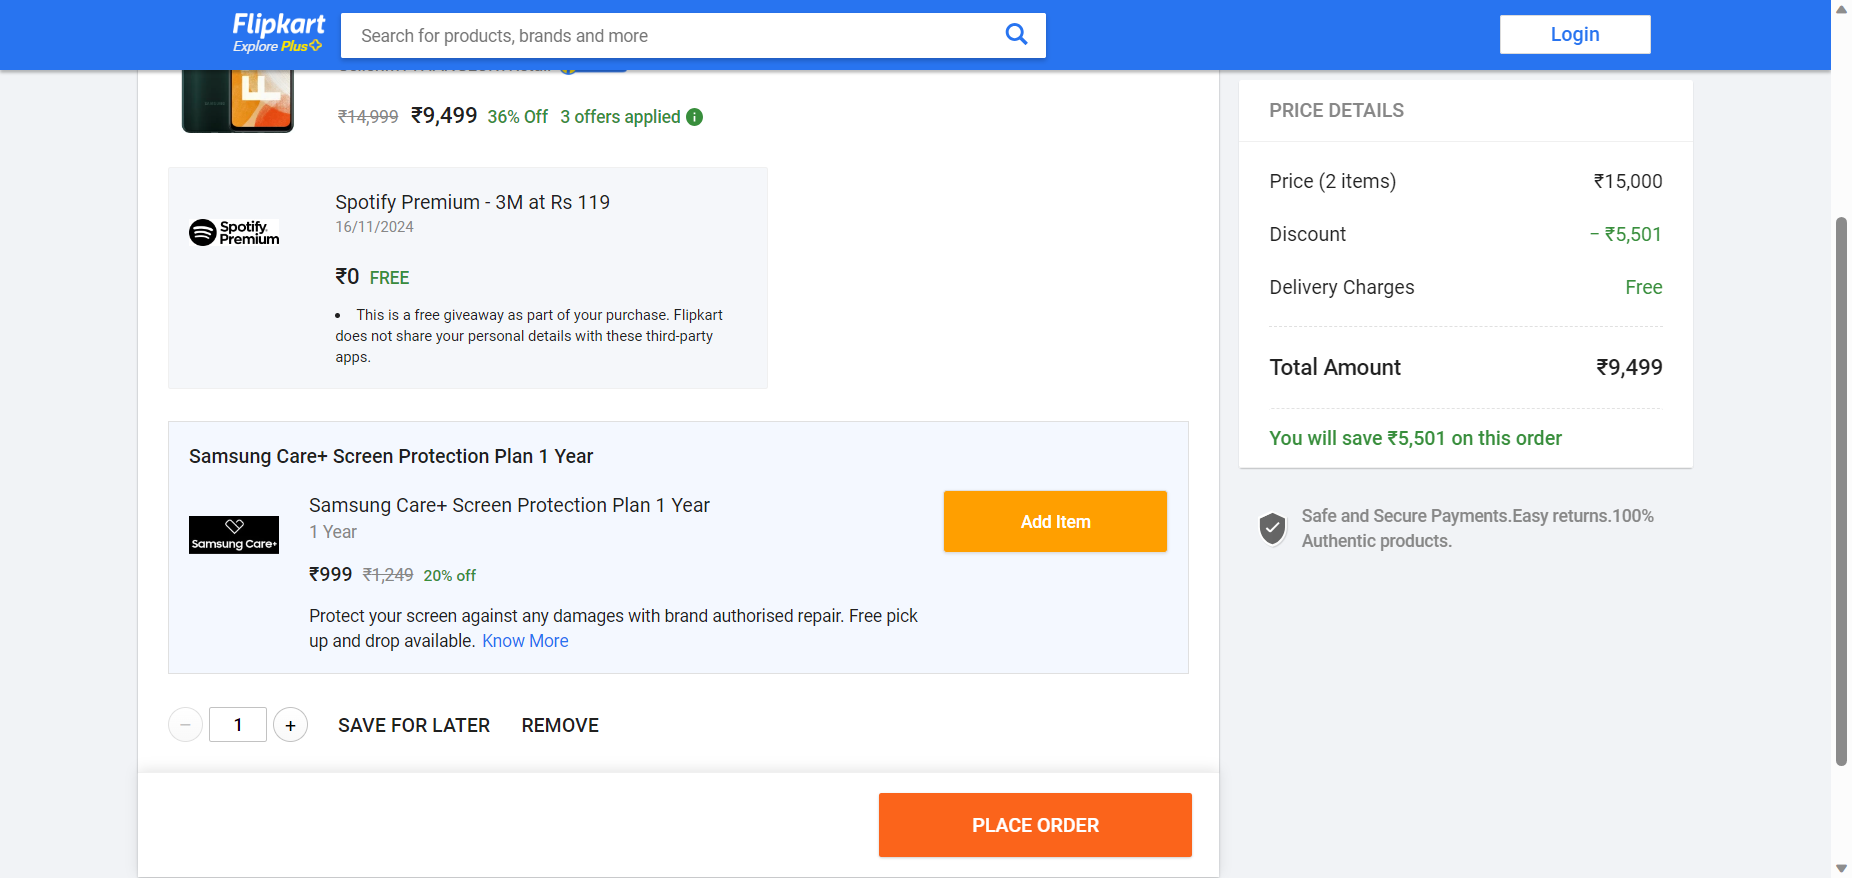 Flipkart
Explore Plus
Search for products, brands and more
Login
₹14,999 ₹9,499 36% Off 3 offers applied
Spotify Premium - 3M at Rs 119
16/11/2024
Spotify
Premium
₹0 FREE
• This is a free giveaway as part of your purchase. Flipkart
does not share your personal details with these third-party
apps.
Samsung Care+ Screen Protection Plan 1 Year
Samsung Care+ Screen Protection Plan 1 Year
1 Year
Samsung Care+
₹999 ₹1,249 20% off
Protect your screen against any damages with brand authorised repair. Free pick
up and drop available. Know More
Add Item
− 1 + SAVE FOR LATER REMOVE
PLACE ORDER
PRICE DETAILS
Price (2 items) ₹15,000
Discount − ₹5,501
Delivery Charges Free
Total Amount ₹9,499
You will save ₹5,501 on this order
Safe and Secure Payments.Easy returns.100%
Authentic products.